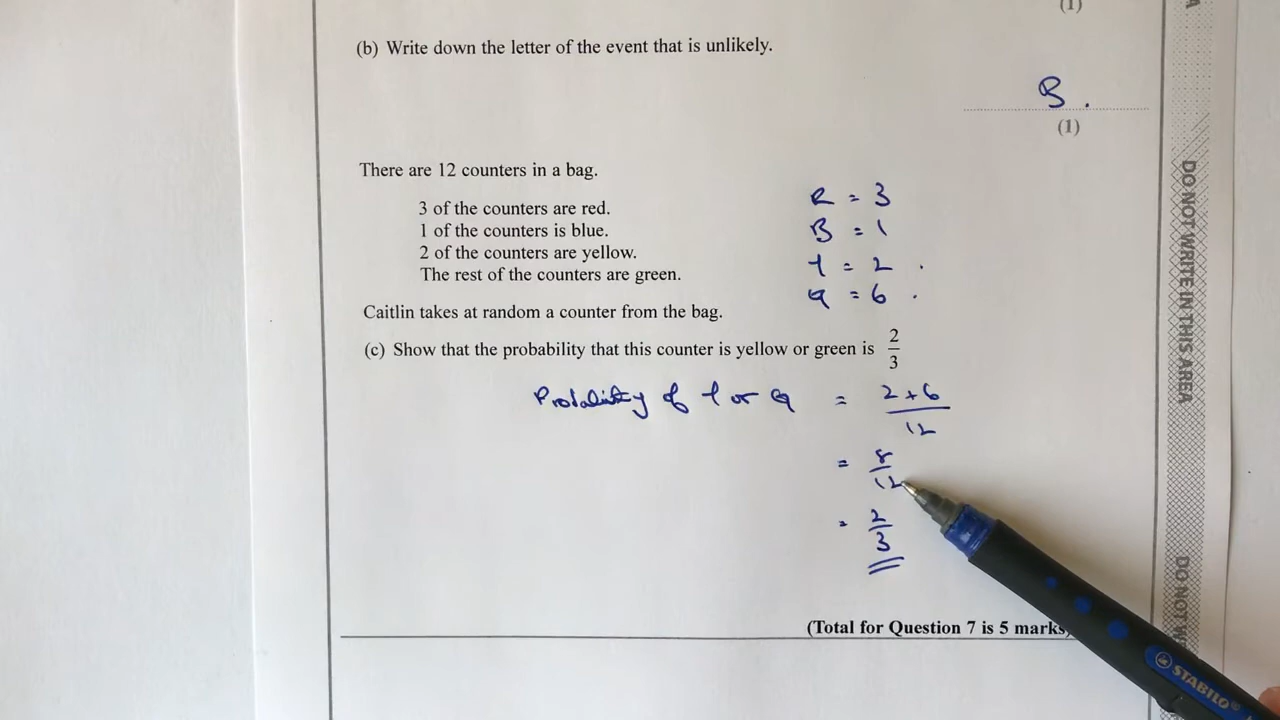 (1)
(b) Write down the letter of the event that is unlikely.
B.
(1)
There are 12 counters in a bag.
3 of the counters are red.
1 of the counters is blue.
2 of the counters are yellow.
The rest of the counters are green.
R = 3
B = 1
Y = 2
G = 6
Caitlin takes at random a counter from the bag.
(c) Show that the probability that this counter is yellow or green is 2/3
Probability of Y or G = 2+6/12
= 8/12
= 2/3
(Total for Question 7 is 5 marks
DO NOT WRITE IN THIS AREA
DO NOT W
STABILO